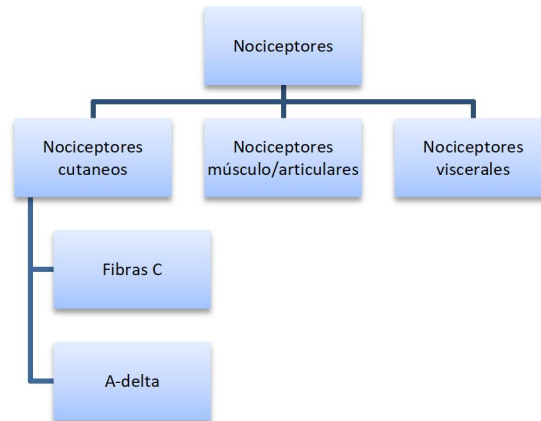 Nociceptores
Nociceptores
cutaneos
Nociceptores
músculo/articulares
Nociceptores
viscerales
Fibras C
A-delta